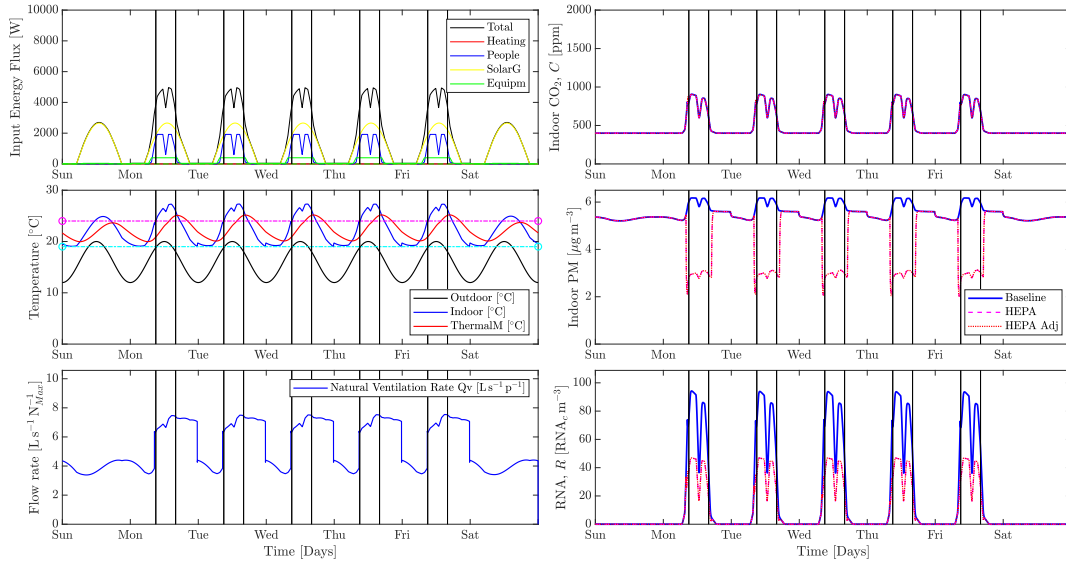 Input Energy Flux [W]
10000
8000
6000
4000
2000
0
Total
Heating
People
SolarG
Equipm
Sun Mon Tue Wed Thu Fri Sat
Indoor CO₂, C [ppm]
2000
1500
1000
500
0
Sun Mon Tue Wed Thu Fri Sat
Temperature [°C]
30
20
10
0
Outdoor [°C]
Indoor [°C]
ThermalM [°C]
Sun Mon Tue Wed Thu Fri Sat
Indoor PM [μg m⁻³]
6
4
2
0
Baseline
HEPA
HEPA Adj
Sun Mon Tue Wed Thu Fri Sat
Flow rate [L s⁻¹ N⁻¹_Max]
10
8
6
4
2
0
Natural Ventilation Rate Qv [L s⁻¹ p⁻¹]
Sun Mon Tue Wed Thu Fri Sat
Time [Days]
RNA, R [RNA_c m⁻³]
100
80
60
40
20
0
Sun Mon Tue Wed Thu Fri Sat
Time [Days]